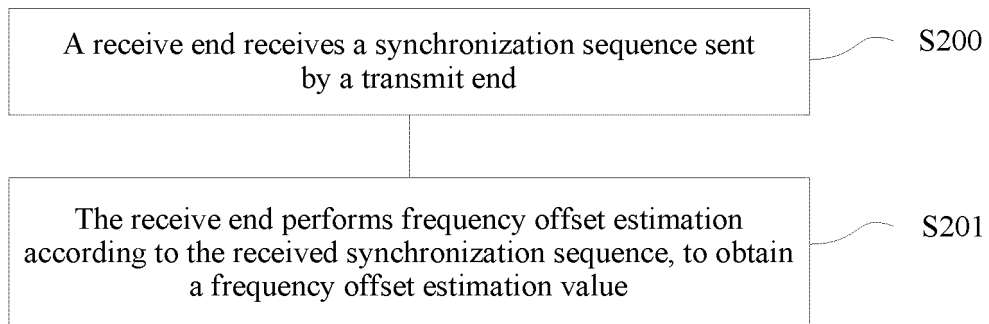 A receive end receives a synchronization sequence sent
by a transmit end
S200
The receive end performs frequency offset estimation
according to the received synchronization sequence, to obtain
a frequency offset estimation value
S201